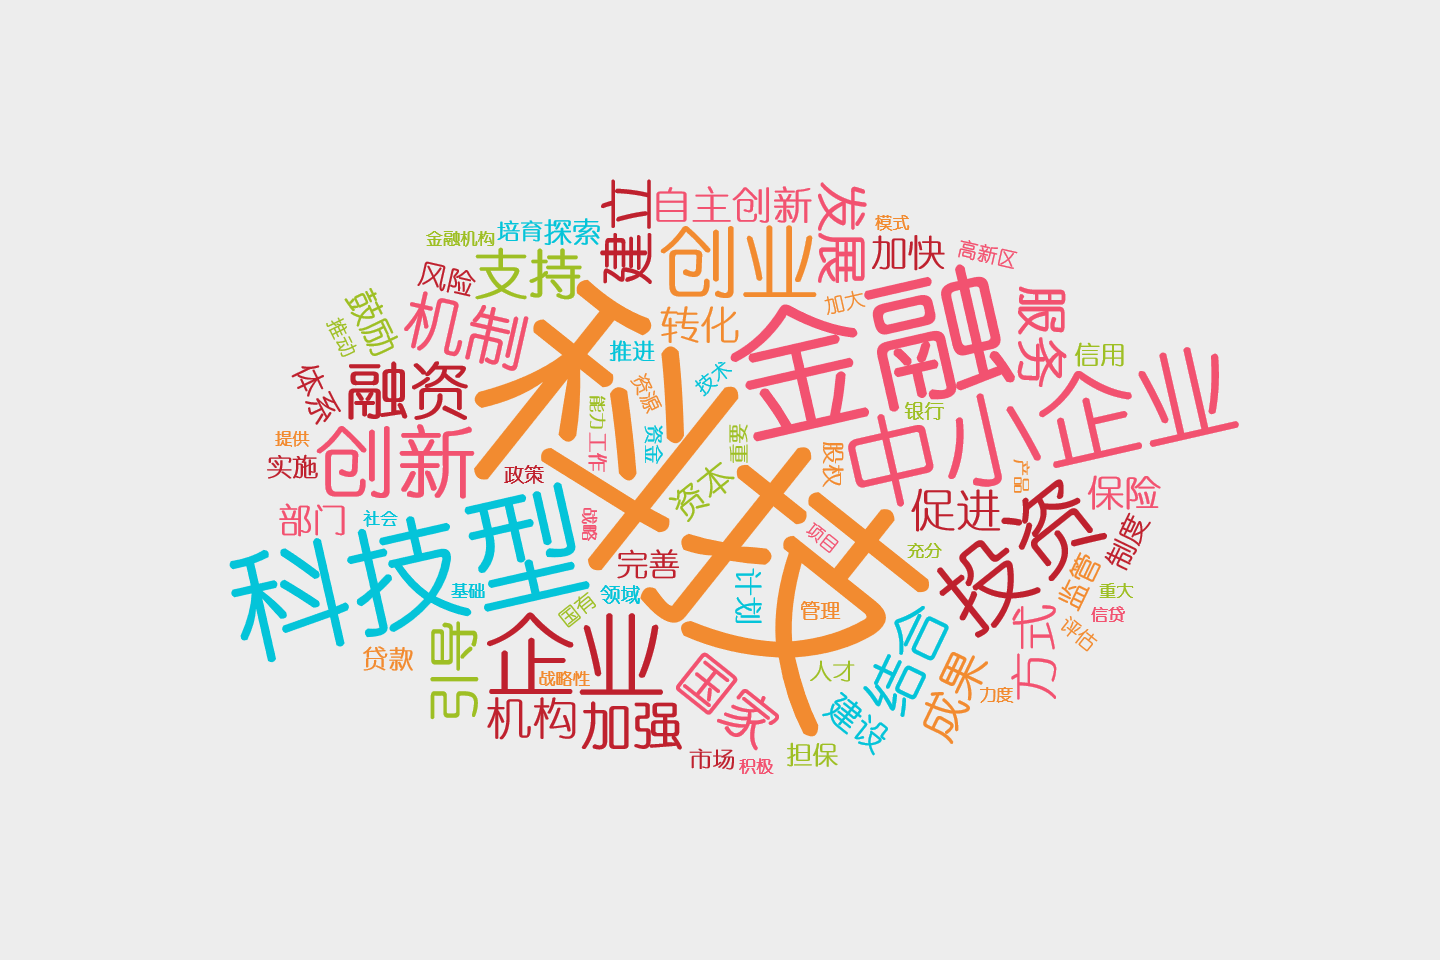 建立
自主创新
发展
模式
金融机构
培育
探索
创业
加快
高新区
支持
风险
机制
鼓励
推动
转化
加大
科技
金融
服务
信用
推进
技术
体系
融资
资源
能力
工作
资金
重要
银行
中小企业
提供
实施
创新
政策
资本
股权
产品
保险
部门
社会
科技型
战略
项目
促进
投资
制度
充分
完善
计划
监管
重大
基础
国有
领域
管理
信贷
评估
引导
贷款
企业
战略性
国家
人才
结合
成果
力度
方式
机构
加强
建设
市场
积极
担保